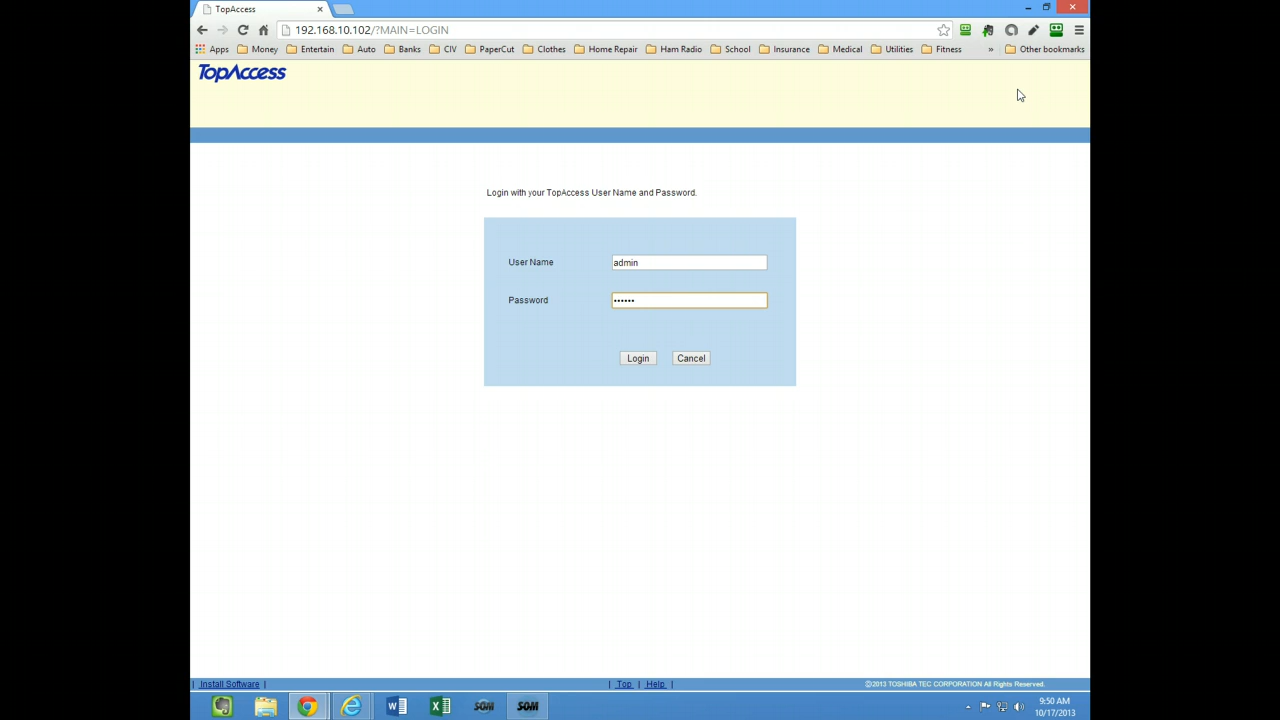 TopAccess
192.168.10.102/?MAIN=LOGIN
Apps Money Entertain Auto Banks CIV PaperCut Clothes Home Repair Ham Radio School Insurance Medical Utilities Fitness » Other bookmarks
TopAccess
Login with your TopAccess User Name and Password.
User Name admin
Password ••••••
Login Cancel
| Install Software | | Top | Help | ©2013 TOSHIBA TEC CORPORATION All Rights Reserved.
SGM SGM 9:50 AM
10/17/2013